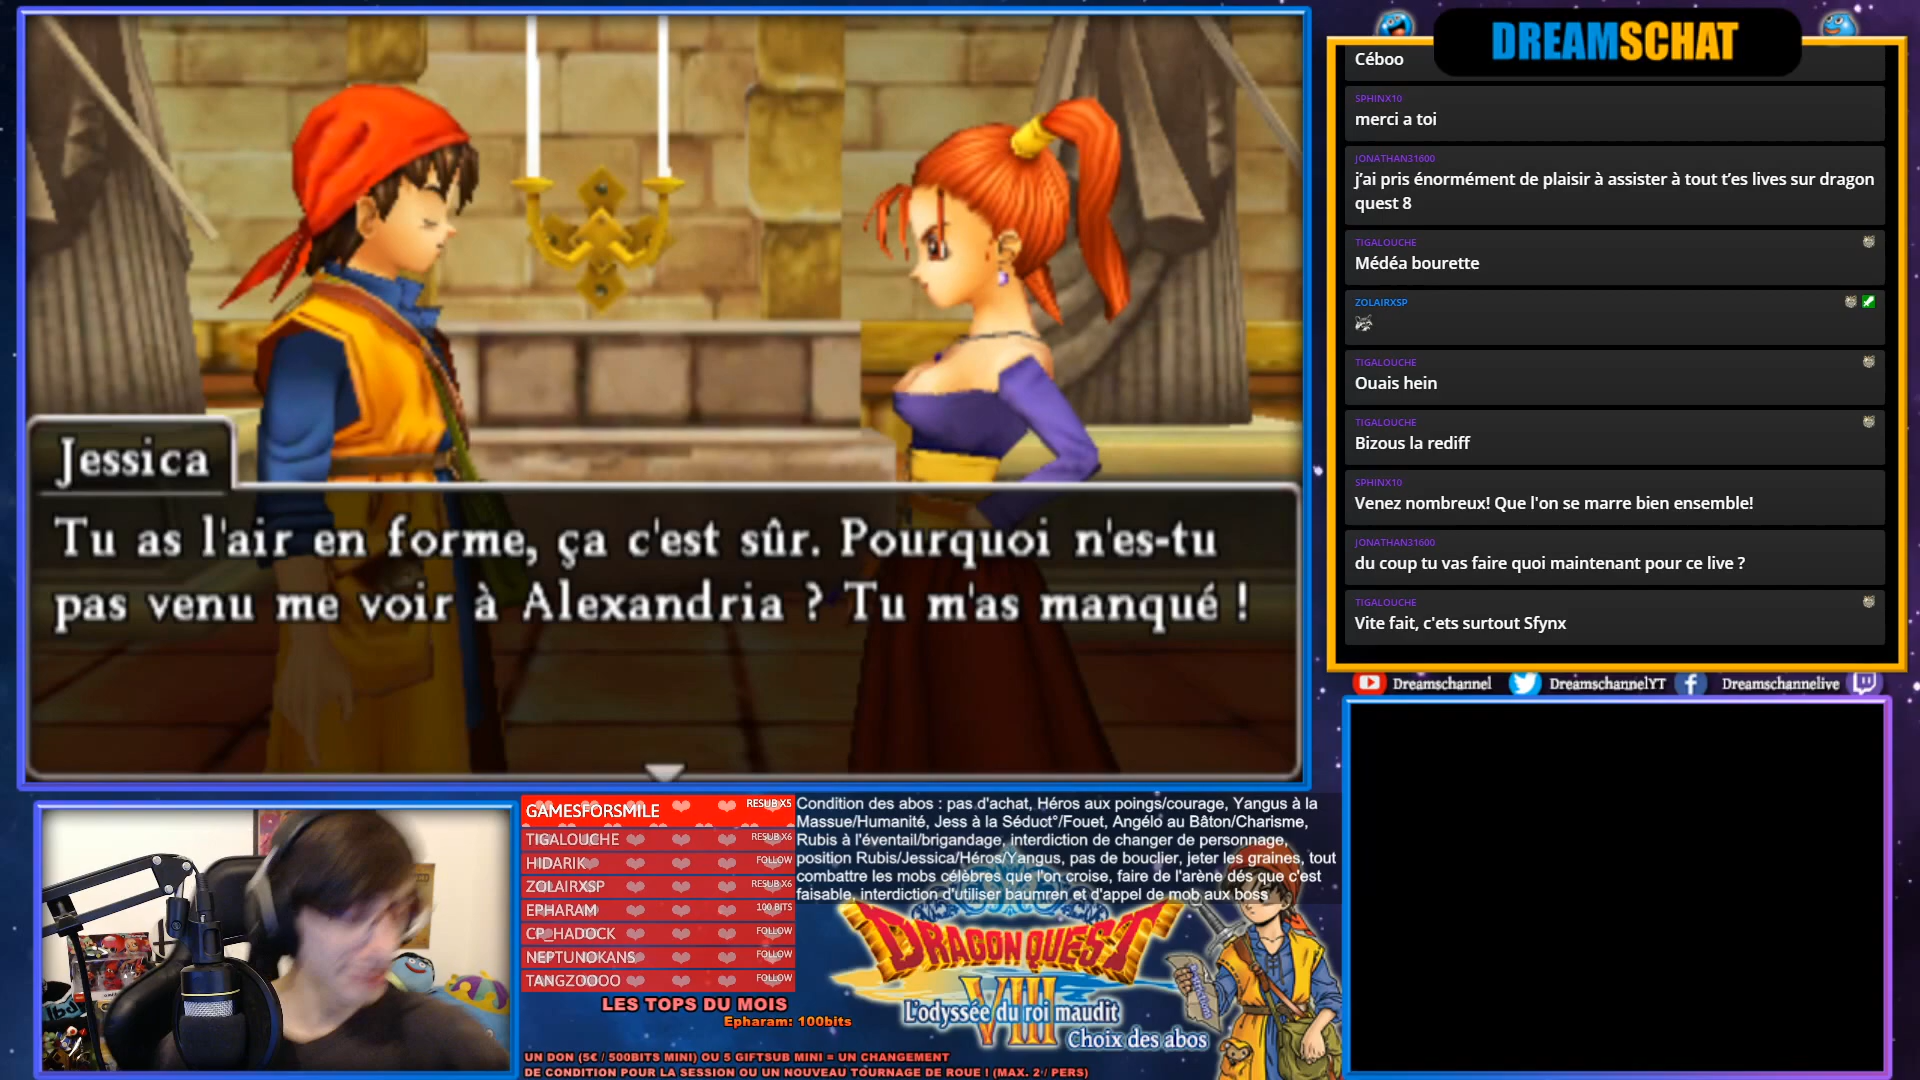 Jessica
Tu as l'air en forme, ça c'est sûr. Pourquoi n'es-tu
pas venu me voir à Alexandria ? Tu m'as manqué !
DREAMSCHAT
Céboo
SPHINX10
merci a toi
JONATHAN31600
j'ai pris énormément de plaisir à assister à tout t'es lives sur dragon
quest 8
TIGALOUCHE
Médéa bourette
ZOLAIRXSP
TIGALOUCHE
Ouais hein
TIGALOUCHE
Bizous la rediff
SPHINX10
Venez nombreux! Que l'on se marre bien ensemble!
JONATHAN31600
du coup tu vas faire quoi maintenant pour ce live ?
TIGALOUCHE
Vite fait, c'ets surtout Sfynx
Dreamschannel DreamschannelYT Dreamschannelive
GAMESFORSMILE RESUB X5
TIGALOUCHE RESUB X6
HIDARIK FOLLOW
ZOLAIRXSP RESUB X6
EPHARAM 100 BITS
CP_HADOCK FOLLOW
NEPTUNOKANS FOLLOW
TANGZOOOO FOLLOW
LES TOPS DU MOIS
Epharam: 100bits
UN DON (5€ / 500BITS MINI) OU 5 GIFTSUB MINI = UN CHANGEMENT
DE CONDITION POUR LA SESSION OU UN NOUVEAU TOURNAGE DE ROUE ! (MAX. 2 / PERS)
Condition des abos : pas d'achat, Héros aux poings/courage, Yangus à la
Massue/Humanité, Jess à la Séduct°/Fouet, Angélo au Bâton/Charisme,
Rubis à l'éventail/brigandage, interdiction de changer de personnage,
position Rubis/Jessica/Héros/Yangus, pas de bouclier, jeter les graines, tout
combattre les mobs célèbres que l'on croise, faire de l'arène dés que c'est
faisable, interdiction d'utiliser baumren et d'appel de mob aux boss
DRAGON QUEST
VIII
L'odyssée du roi maudit
Choix des abos